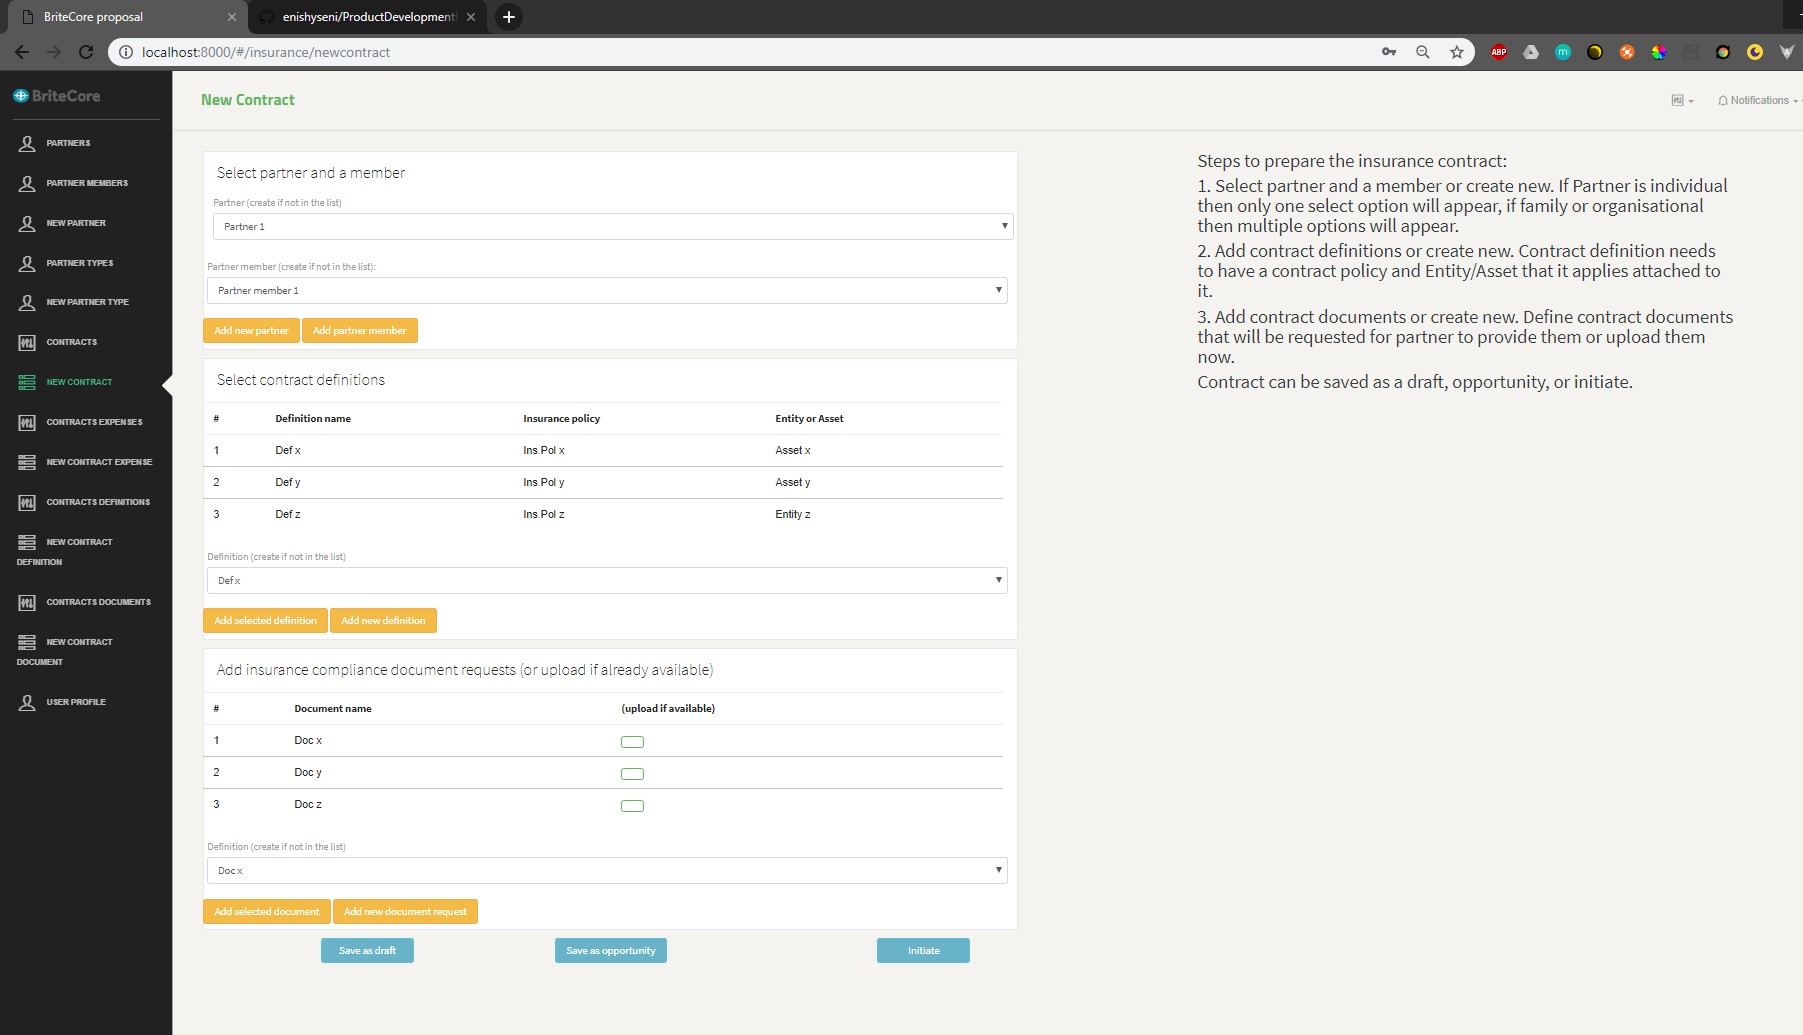 BriteCore proposal
enishyseni/ProductDevelopment
localhost:8000/#/insurance/newcontract
ABP
m
BriteCore
PARTNERS
PARTNER MEMBERS
NEW PARTNER
PARTNER TYPES
NEW PARTNER TYPE
CONTRACTS
NEW CONTRACT
CONTRACTS EXPENSES
NEW CONTRACT EXPENSE
CONTRACTS DEFINITIONS
NEW CONTRACT
DEFINITION
CONTRACTS DOCUMENTS
NEW CONTRACT
DOCUMENT
USER PROFILE
New Contract
Notifications
Select partner and a member
Partner (create if not in the list)
Partner 1
Partner member (create if not in the list):
Partner member 1
Add new partner Add partner member
Select contract definitions
# Definition name Insurance policy Entity or Asset
1 Def x Ins.Pol x Asset x
2 Def y Ins.Pol y Asset y
3 Def z Ins.Pol z Entity z
Definition (create if not in the list)
Def x
Add selected definition Add new definition
Add insurance compliance document requests (or upload if already available)
# Document name (upload if available)
1 Doc x
2 Doc y
3 Doc z
Definition (create if not in the list)
Doc x
Add selected document Add new document request
Save as draft Save as opportunity Initiate
Steps to prepare the insurance contract:
1. Select partner and a member or create new. If Partner is individual
then only one select option will appear, if family or organisational
then multiple options will appear.
2. Add contract definitions or create new. Contract definition needs
to have a contract policy and Entity/Asset that it applies attached to
it.
3. Add contract documents or create new. Define contract documents
that will be requested for partner to provide them or upload them
now.
Contract can be saved as a draft, opportunity, or initiate.